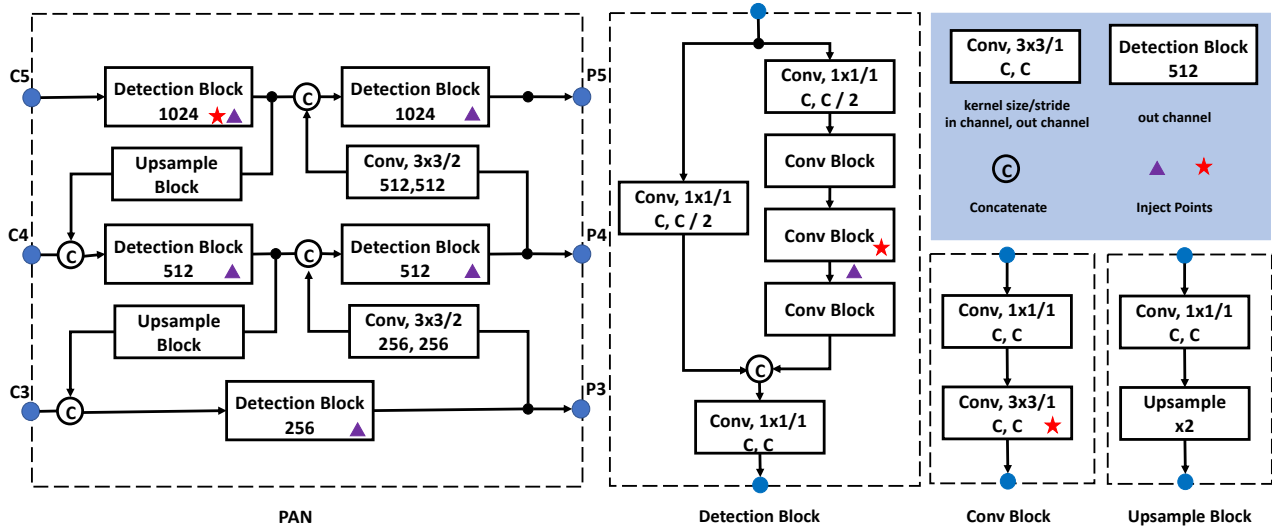 C5
Detection Block
1024
C
Detection Block
1024
P5
Upsample
Block
Conv, 3x3/2
512,512
C4
C
Detection Block
512
C
Detection Block
512
P4
Upsample
Block
Conv, 3x3/2
256, 256
C3
C
Detection Block
256
P3
PAN
Conv, 1x1/1
C, C / 2
Conv Block
Conv, 1x1/1
C, C / 2
Conv Block
Conv Block
C
Conv, 1x1/1
C, C
Detection Block
Conv, 3x3/1
C, C
kernel size/stride
in channel, out channel
Detection Block
512
out channel
C
Concatenate
Inject Points
Conv, 1x1/1
C, C
Conv, 3x3/1
C, C
Conv Block
Conv, 1x1/1
C, C
Upsample
x2
Upsample Block